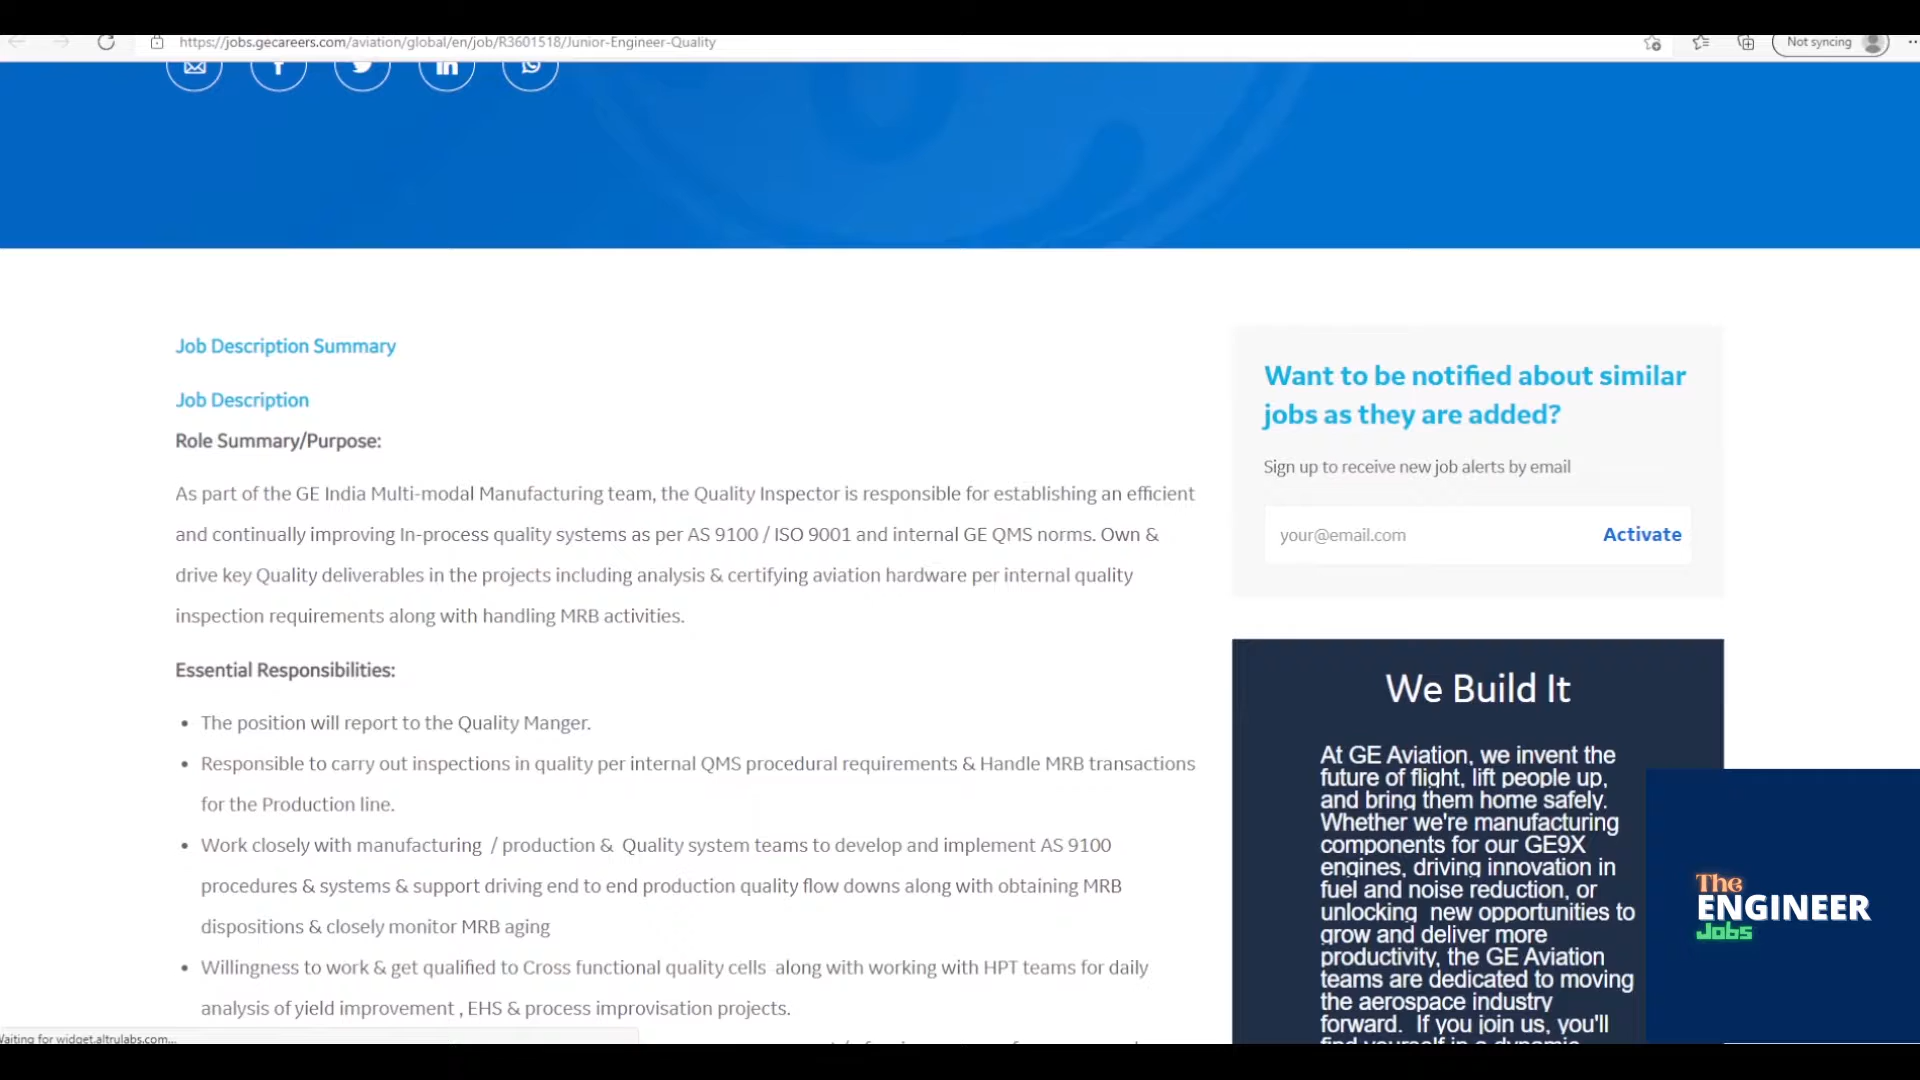 https://jobs.gecareers.com/aviation/global/en/job/R3601518/Junior-Engineer-Quality
Not syncing
Job Description Summary
Job Description
Role Summary/Purpose:
As part of the GE India Multi-modal Manufacturing team, the Quality Inspector is responsible for establishing an efficient
and continually improving In-process quality systems as per AS 9100 / ISO 9001 and internal GE QMS norms. Own &
drive key Quality deliverables in the projects including analysis & certifying aviation hardware per internal quality
inspection requirements along with handling MRB activities.
Essential Responsibilities:
• The position will report to the Quality Manger.
• Responsible to carry out inspections in quality per internal QMS procedural requirements & Handle MRB transactions
for the Production line.
• Work closely with manufacturing / production & Quality system teams to develop and implement AS 9100
procedures & systems & support driving end to end production quality flow downs along with obtaining MRB
dispositions & closely monitor MRB aging
• Willingness to work & get qualified to Cross functional quality cells along with working with HPT teams for daily
analysis of yield improvement , EHS & process improvisation projects.
Want to be notified about similar
jobs as they are added?
Sign up to receive new job alerts by email
your@email.com
Activate
We Build It
At GE Aviation, we invent the
future of flight, lift people up,
and bring them home safely.
Whether we're manufacturing
components for our GE9X
engines, driving innovation in
fuel and noise reduction, or
unlocking new opportunities to
grow and deliver more
productivity, the GE Aviation
teams are dedicated to moving
the aerospace industry
forward. If you join us, you'll
find yourself in a dynamic
The
ENGINEER
Jobs
Waiting for widget.altrulabs.com...